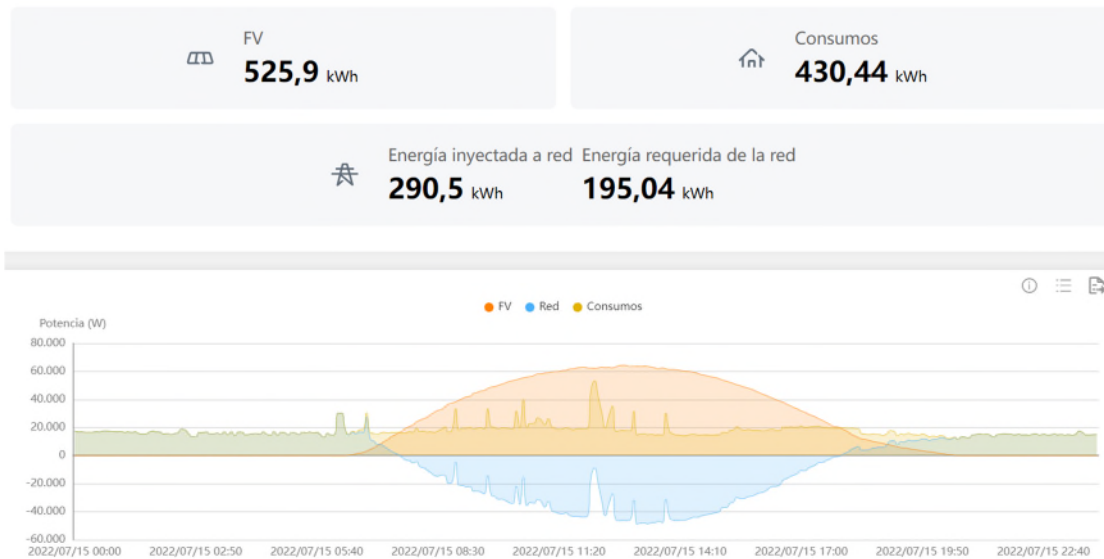 FV
525,9 kWh
Consumos
430,44 kWh
Energía inyectada a red Energía requerida de la red
290,5 kWh 195,04 kWh
FV Red Consumos
Potencia (W)
80.000
60.000
40.000
20.000
0
-20.000
-40.000
-60.000
2022/07/15 00:00 2022/07/15 02:50 2022/07/15 05:40 2022/07/15 08:30 2022/07/15 11:20 2022/07/15 14:10 2022/07/15 17:00 2022/07/15 19:50 2022/07/15 22:40